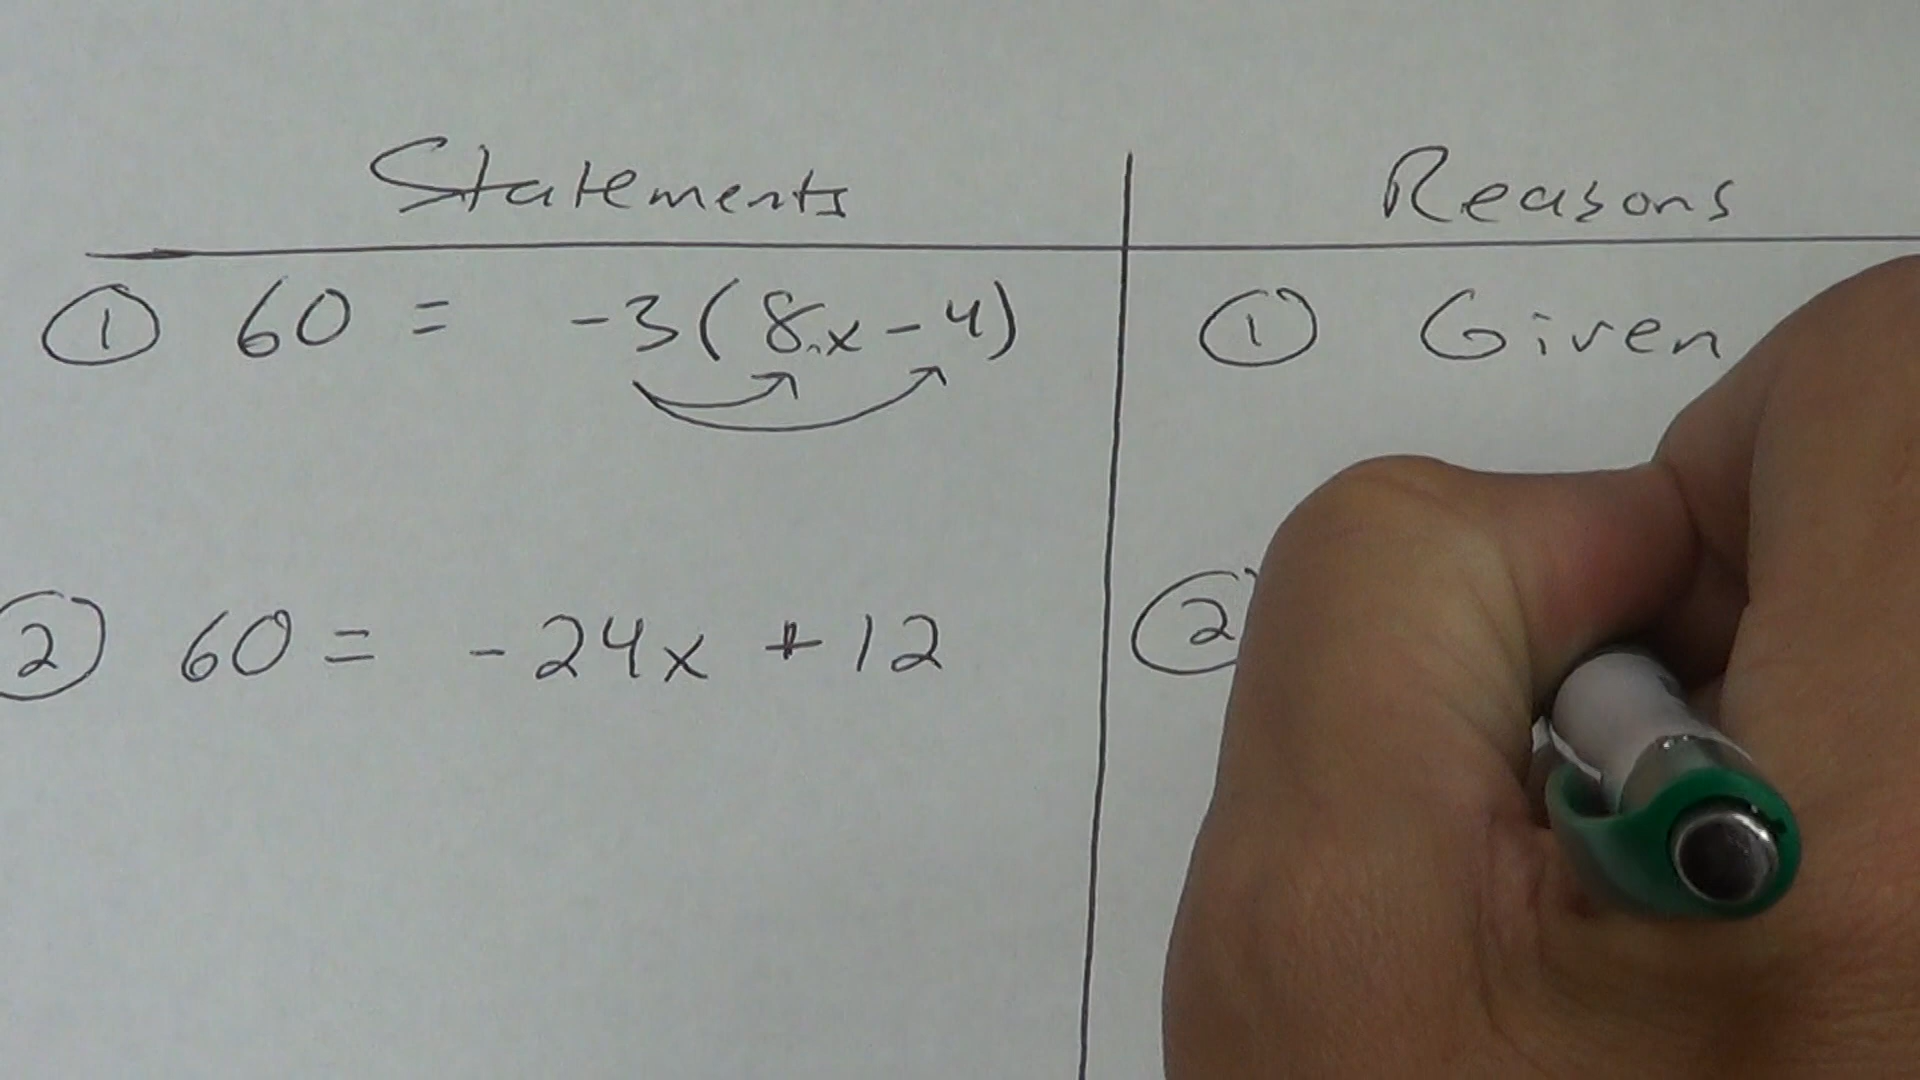 Statements Reasons
① 60 = -3(8x-4) ① Given
② 60 = -24x + 12 ②